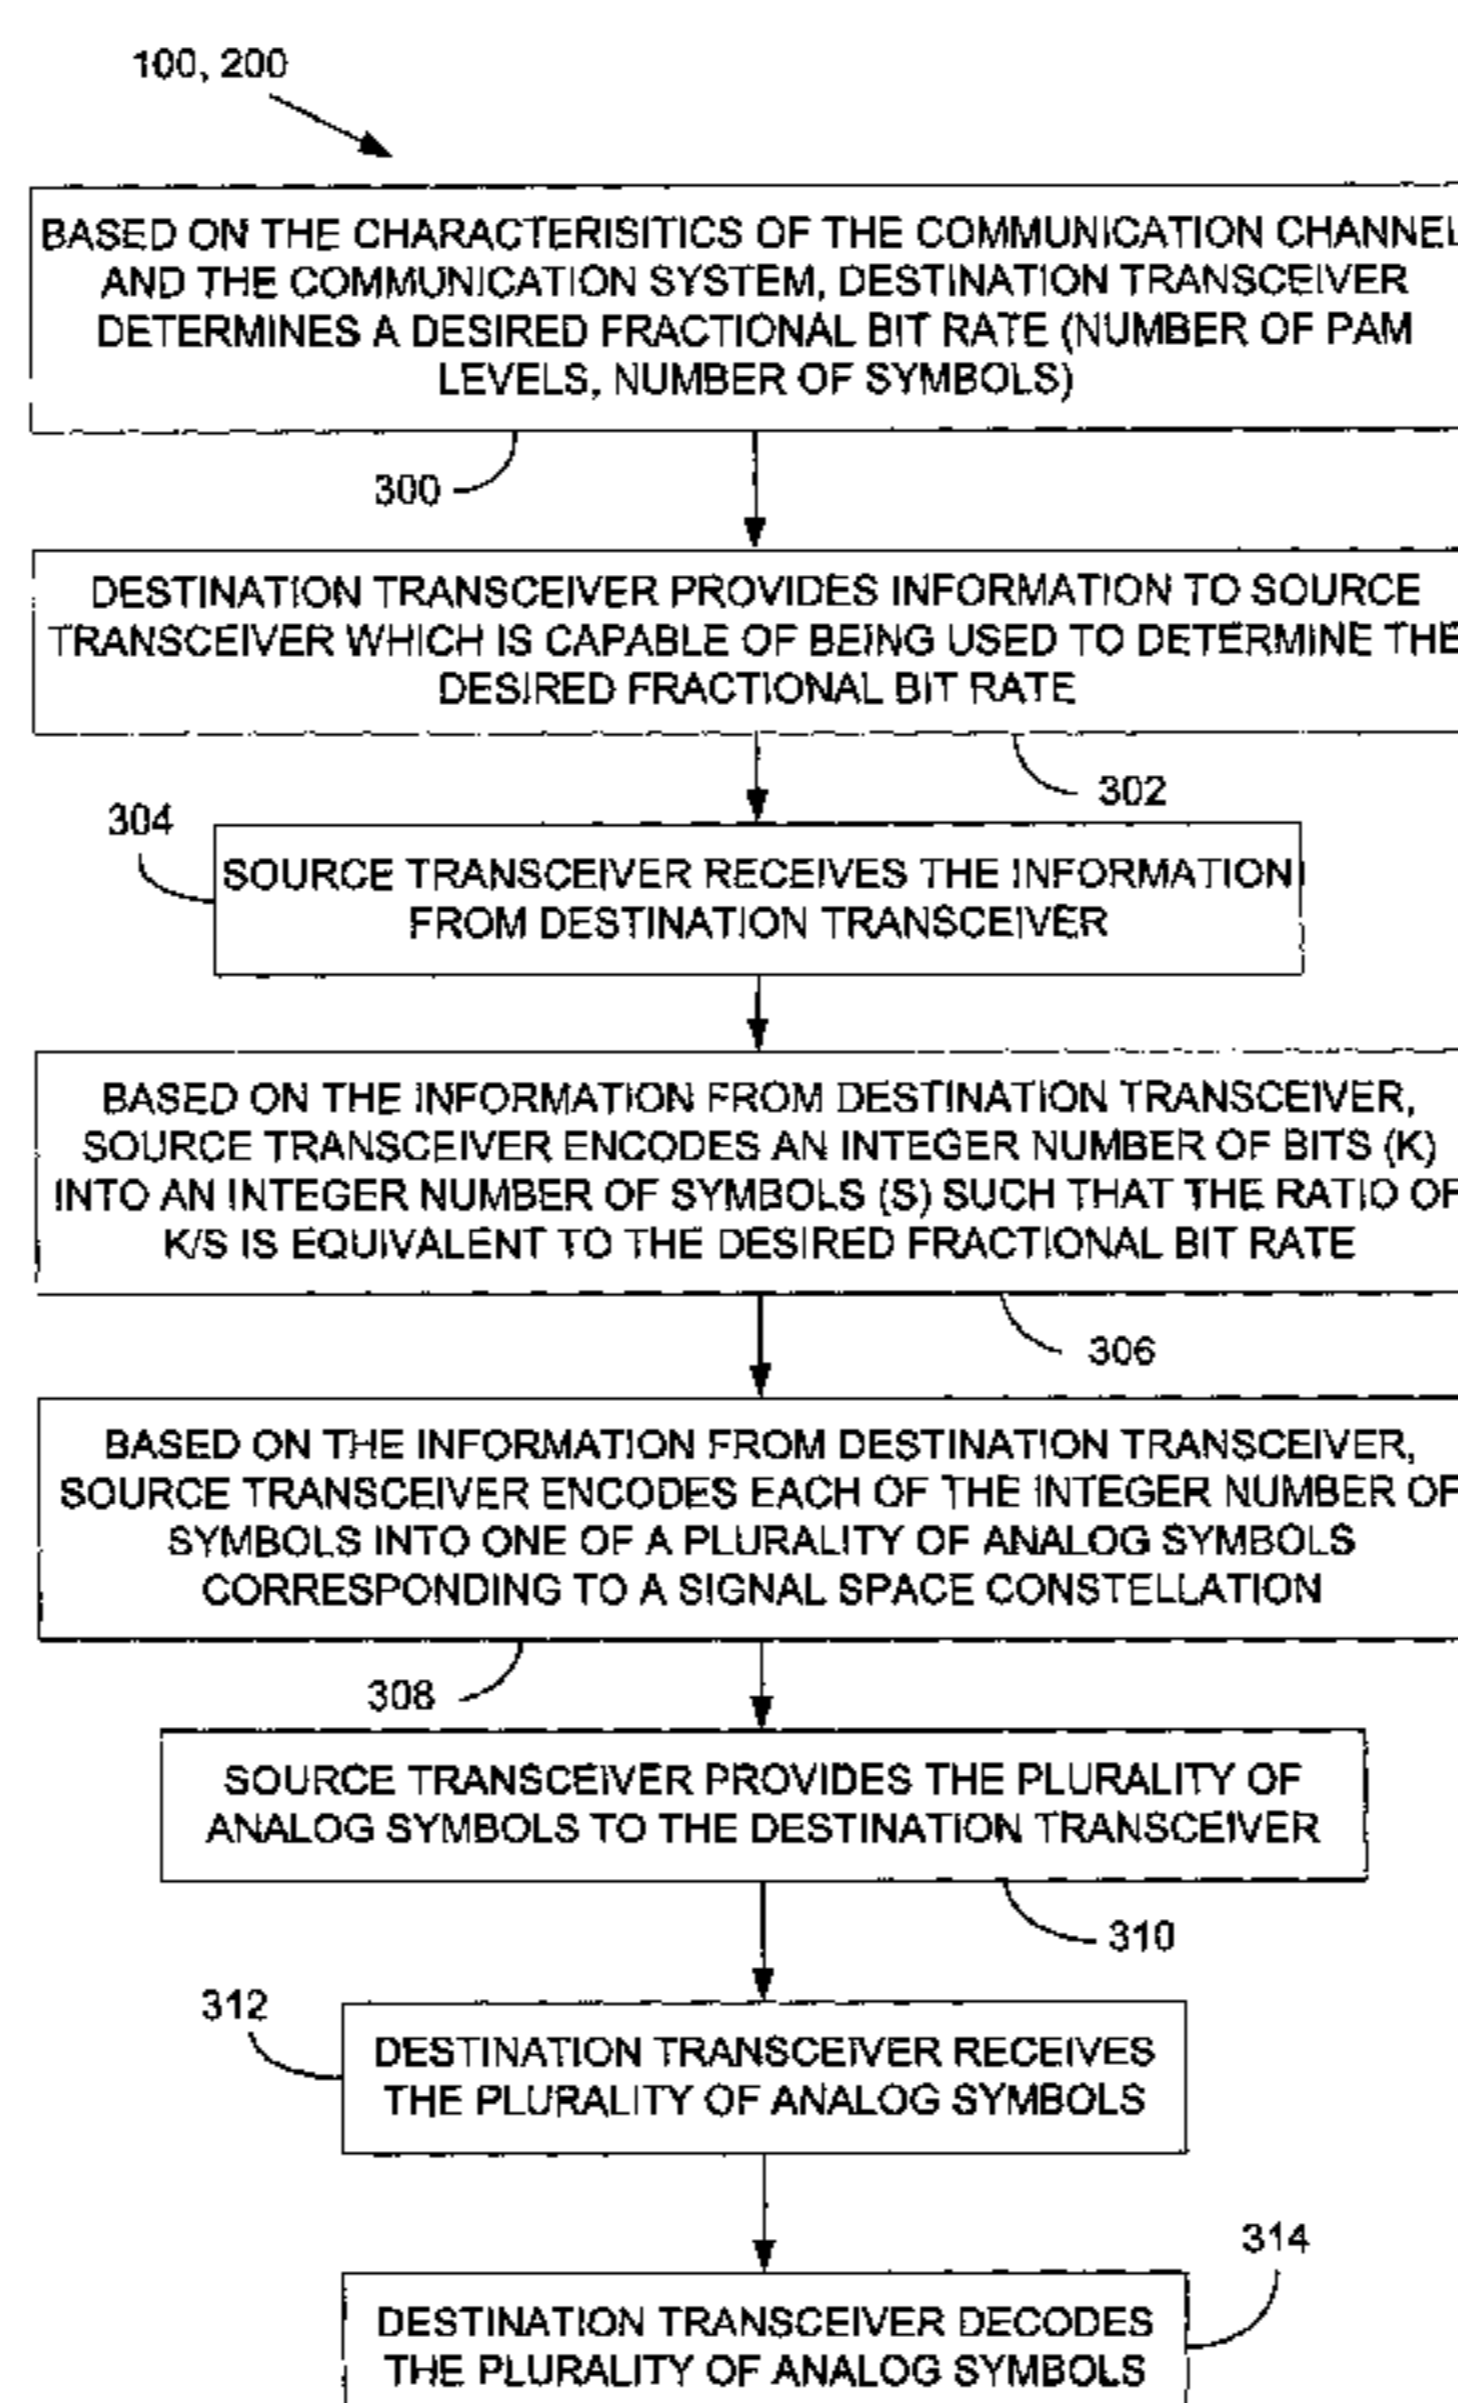 100, 200
BASED ON THE CHARACTERISITICS OF THE COMMUNICATION CHANNEL
AND THE COMMUNICATION SYSTEM, DESTINATION TRANSCEIVER
DETERMINES A DESIRED FRACTIONAL BIT RATE (NUMBER OF PAM
LEVELS, NUMBER OF SYMBOLS)
300
DESTINATION TRANSCEIVER PROVIDES INFORMATION TO SOURCE
TRANSCEIVER WHICH IS CAPABLE OF BEING USED TO DETERMINE THE
DESIRED FRACTIONAL BIT RATE
302
304
SOURCE TRANSCEIVER RECEIVES THE INFORMATION
FROM DESTINATION TRANSCEIVER
BASED ON THE INFORMATION FROM DESTINATION TRANSCEIVER,
SOURCE TRANSCEIVER ENCODES AN INTEGER NUMBER OF BITS (K)
INTO AN INTEGER NUMBER OF SYMBOLS (S) SUCH THAT THE RATIO OF
K/S IS EQUIVALENT TO THE DESIRED FRACTIONAL BIT RATE
306
BASED ON THE INFORMATION FROM DESTINATION TRANSCEIVER,
SOURCE TRANSCEIVER ENCODES EACH OF THE INTEGER NUMBER OF
SYMBOLS INTO ONE OF A PLURALITY OF ANALOG SYMBOLS
CORRESPONDING TO A SIGNAL SPACE CONSTELLATION
308
SOURCE TRANSCEIVER PROVIDES THE PLURALITY OF
ANALOG SYMBOLS TO THE DESTINATION TRANSCEIVER
310
312
DESTINATION TRANSCEIVER RECEIVES
THE PLURALITY OF ANALOG SYMBOLS
314
DESTINATION TRANSCEIVER DECODES
THE PLURALITY OF ANALOG SYMBOLS